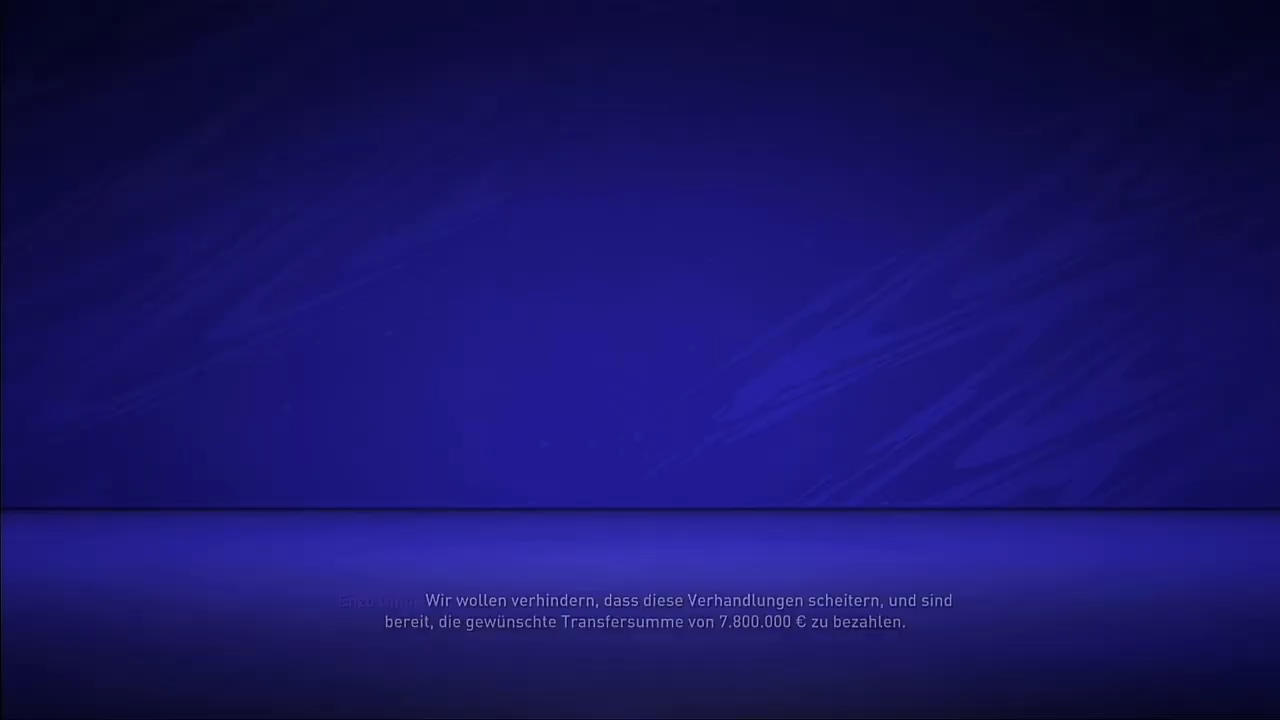 Wir wollen verhindern, dass diese Verhandlungen scheitern, und sind
bereit, die gewünschte Transfersumme von 7.800.000 € zu bezahlen.